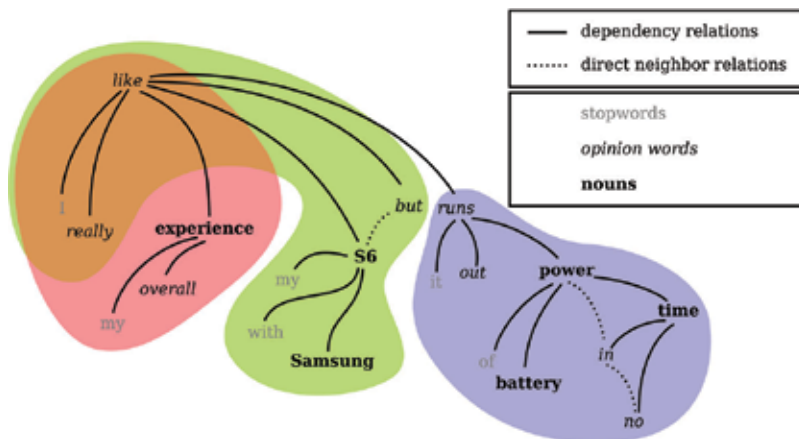 dependency relations
direct neighbor relations
stopwords
opinion words
nouns
like
I
really
experience
my
overall
but
S6
my
with
Samsung
runs
it
out
power
time
of
battery
in
no